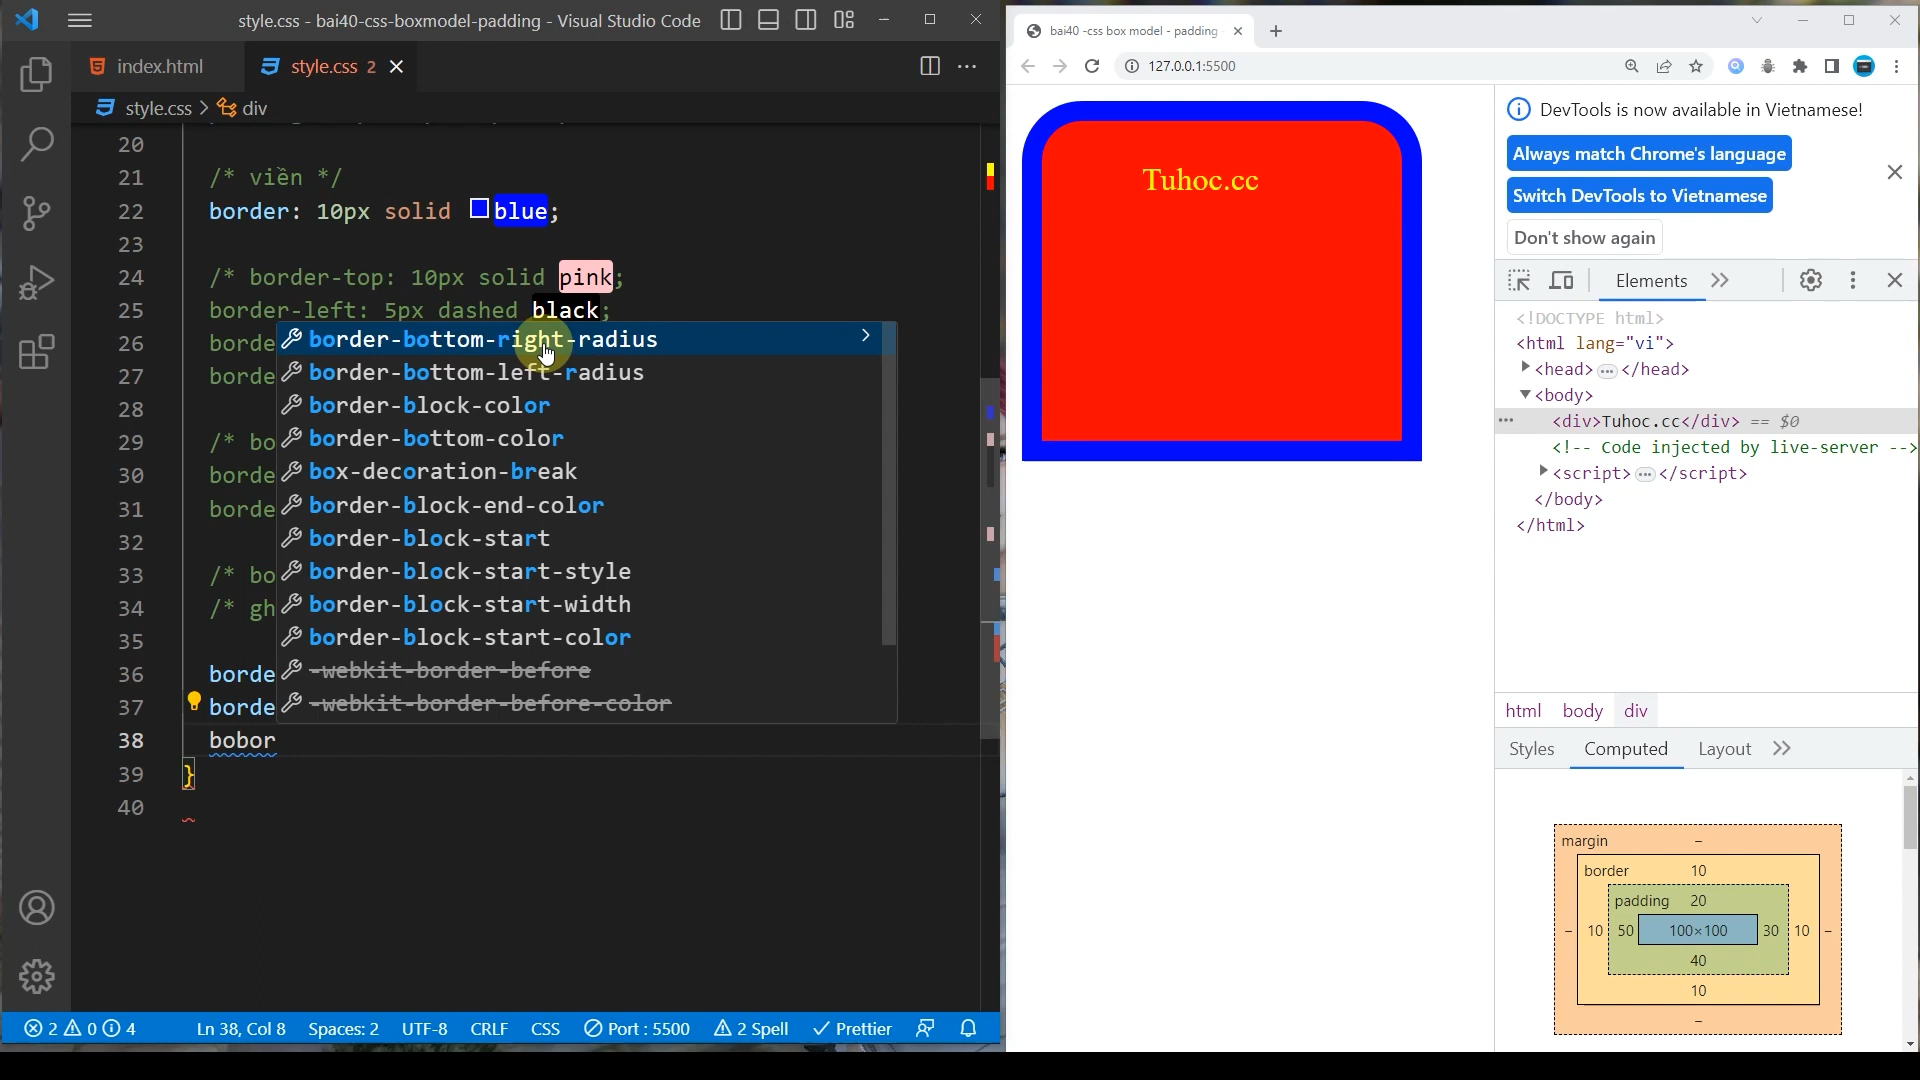 style.css - bai40-css-boxmodel-padding - Visual Studio Code
index.html
style.css 2
style.css > div
20
21 /* viền */
22 border: 10px solid blue;
23
24 /* border-top: 10px solid pink;
25 border-left: 5px dashed black;
26 borde
27 borde
28
29 /* bo
30 borde
31 borde
32
33 /* bo
34 /* gh
35
36 borde
37 borde
38 bobor
39 }
40
border-bottom-right-radius
border-bottom-left-radius
border-block-color
border-bottom-color
box-decoration-break
border-block-end-color
border-block-start
border-block-start-style
border-block-start-width
border-block-start-color
-webkit-border-before
-webkit-border-before-color
2 0 4 Ln 38, Col 8 Spaces: 2 UTF-8 CRLF CSS Port : 5500 2 Spell Prettier
bai40 -css box model - padding
127.0.0.1:5500
Tuhoc.cc
DevTools is now available in Vietnamese!
Always match Chrome's language
Switch DevTools to Vietnamese
Don't show again
Elements
<!DOCTYPE html>
<html lang="vi">
<head>…</head>
<body>
<div>Tuhoc.cc</div> == $0
<!-- Code injected by live-server -->
<script>…</script>
</body>
</html>
html body div
Styles Computed Layout
margin –
border 10
padding 20
– 10 50 100×100 30 10 –
40
10
–